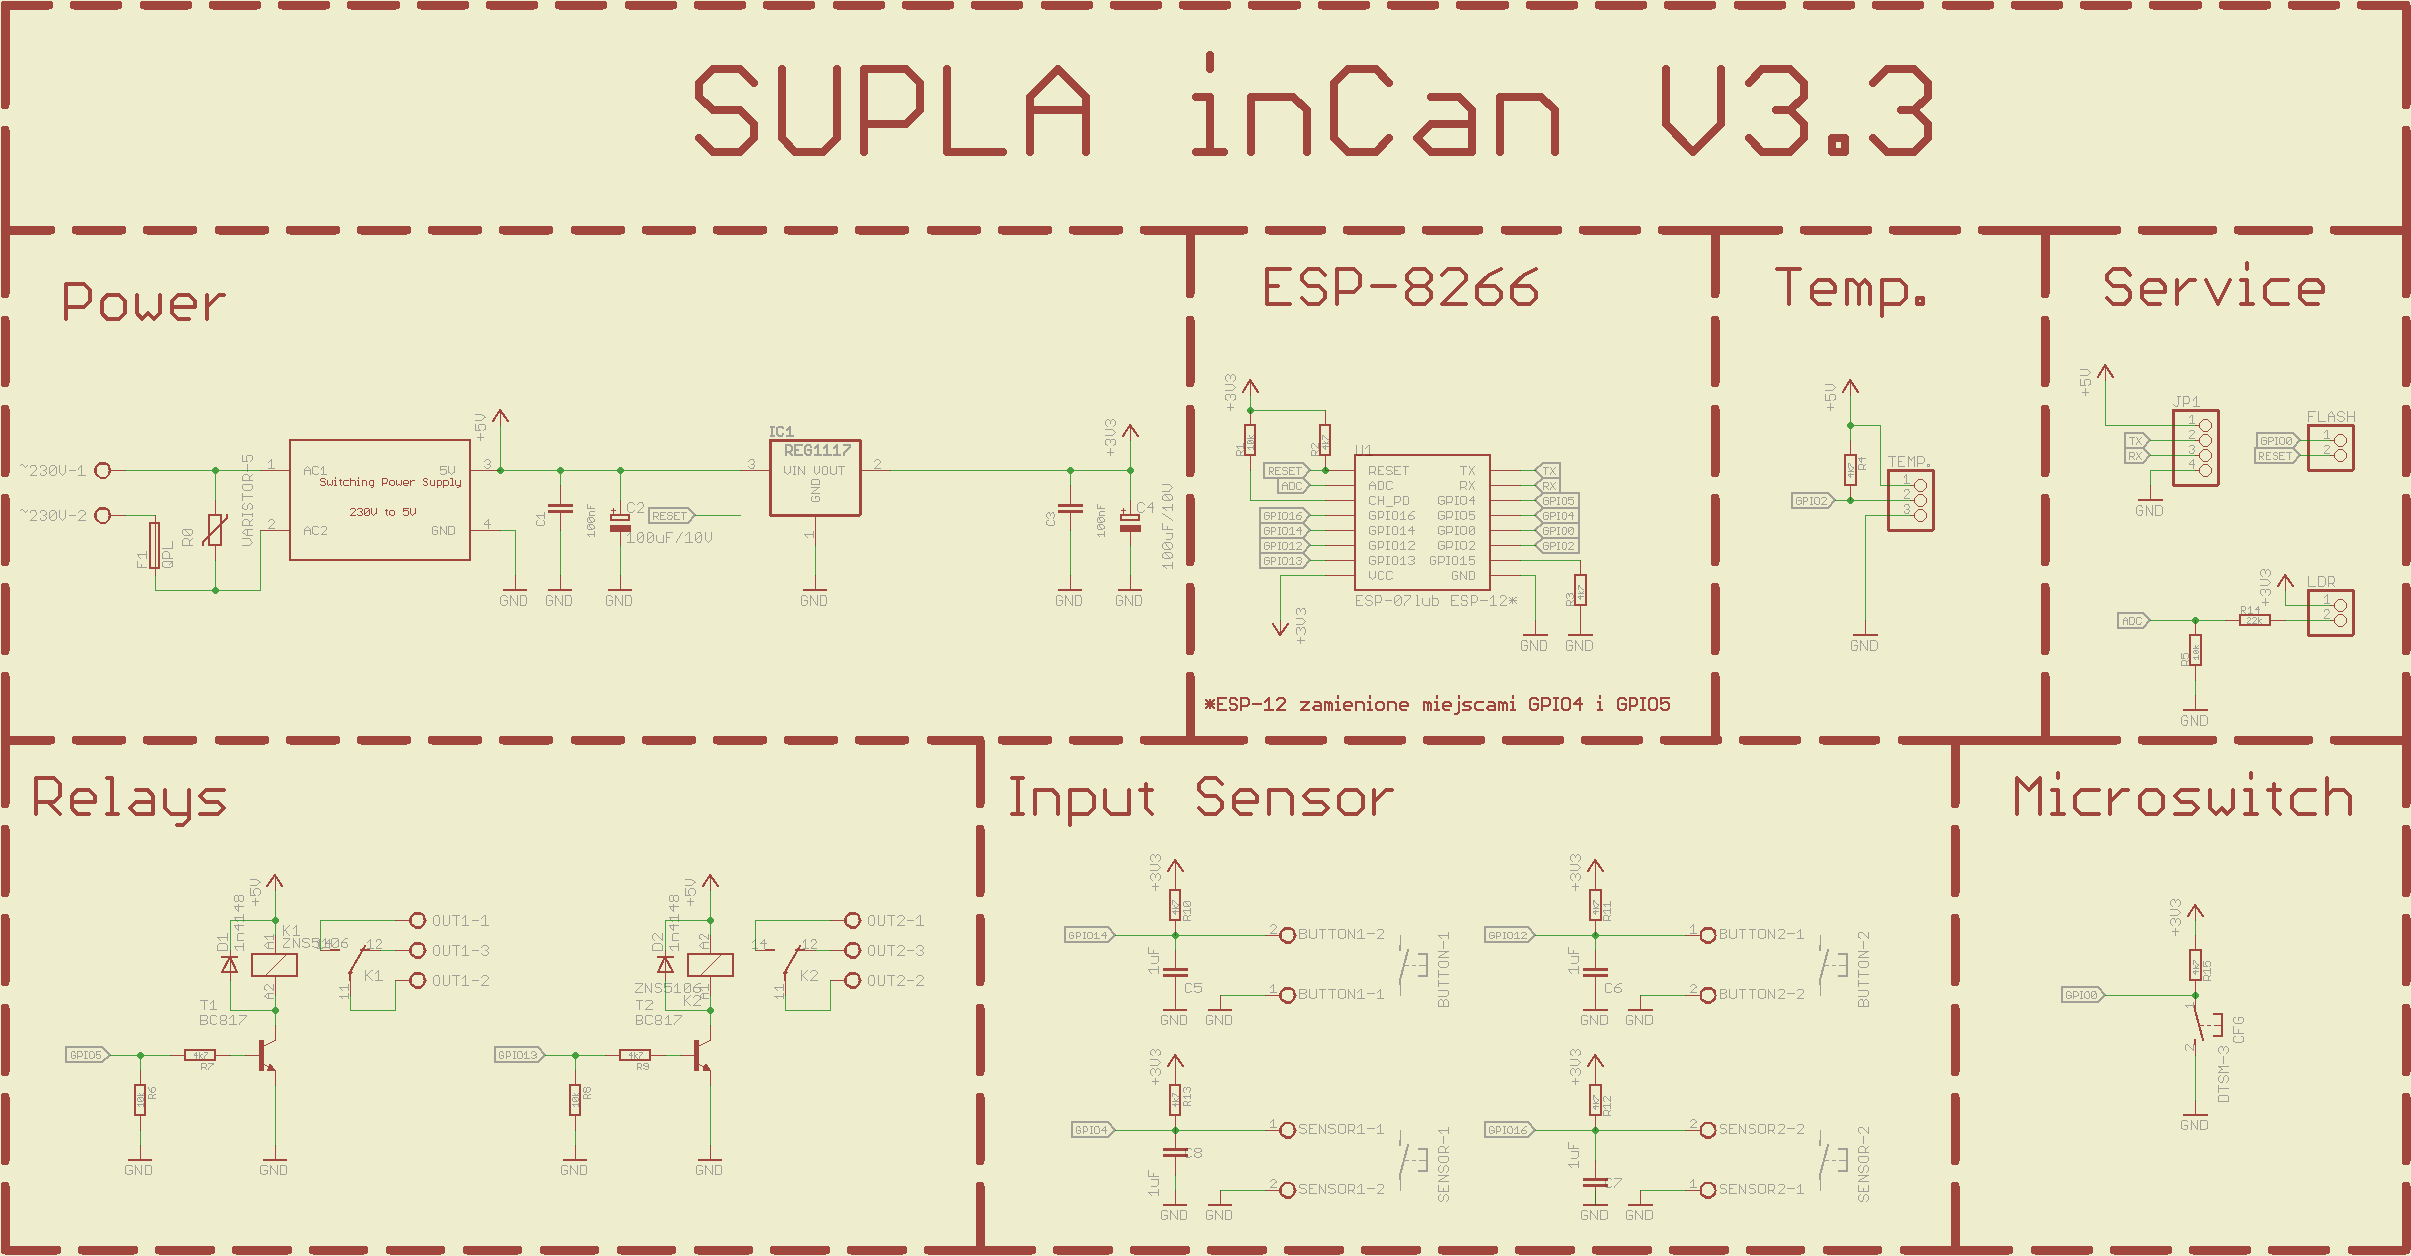 SUPLA inCan V3.3
Power
~230V-1
~230V-2
F1
QPL
R0
VARISTOR-5
1
2
AC1
AC2
Switching Power Supply
230V to 5V
5V
GND
3
4
+5V
GND
C1
100nF
GND
C2
100uF/10V
GND
RESET
IC1
REG1117
3
VIN VOUT
GND
2
1
GND
C3
100nF
GND
+3V3
C4
100uF/10V
GND
ESP-8266
+3V3
R1
10k
R2
4k7
U1
RESET
ADC
GPIO16
GPIO14
GPIO12
GPIO13
RESET TX
ADC RX
CH_PD GPIO4
GPIO16 GPIO5
GPIO14 GPIO0
GPIO12 GPIO2
GPIO13 GPIO15
VCC GND
TX
RX
GPIO5
GPIO4
GPIO0
GPIO2
ESP-07lub ESP-12*
+3V3
R3
4k7
GND
GND
*ESP-12 zamienione miejscami GPIO4 i GPIO5
Temp.
+5V
R4
4k7
GPIO2
TEMP.
1
2
3
GND
Service
+5V
JP1
TX
RX
1
2
3
4
GND
FLASH
GPIO0
RESET
1
2
+3V3
LDR
1
2
ADC
R14
22k
R5
10k
GND
Relays
+5V
D1
1n4148
A1
A2
K1
ZNS5106
14
12
11
K1
OUT1-1
OUT1-3
OUT1-2
T1
BC817
GPIO5
4k7
R7
10k
R6
GND
GND
+5V
D2
1n4148
A2
A1
ZNS5106
K2
14
12
11
K2
OUT2-1
OUT2-3
OUT2-2
T2
BC817
GPIO13
4k7
R9
10k
R8
GND
GND
Input Sensor
+3V3
4k7
R10
GPIO14
2
BUTTON1-2
1uF
C5
1
BUTTON1-1
GND
GND
BUTTON-1
+3V3
4k7
R11
GPIO12
1
BUTTON2-1
1uF
C6
2
BUTTON2-2
GND
GND
BUTTON-2
+3V3
4k7
R13
GPIO4
1
SENSOR1-1
C8
1uF
2
SENSOR1-2
GND
GND
SENSOR-1
+3V3
4k7
R12
GPIO16
2
SENSOR2-2
1uF
C7
1
SENSOR2-1
GND
GND
SENSOR-2
Microswitch
+3V3
4k7
R15
GPIO0
1
2
CFG
DTSM-3
GND